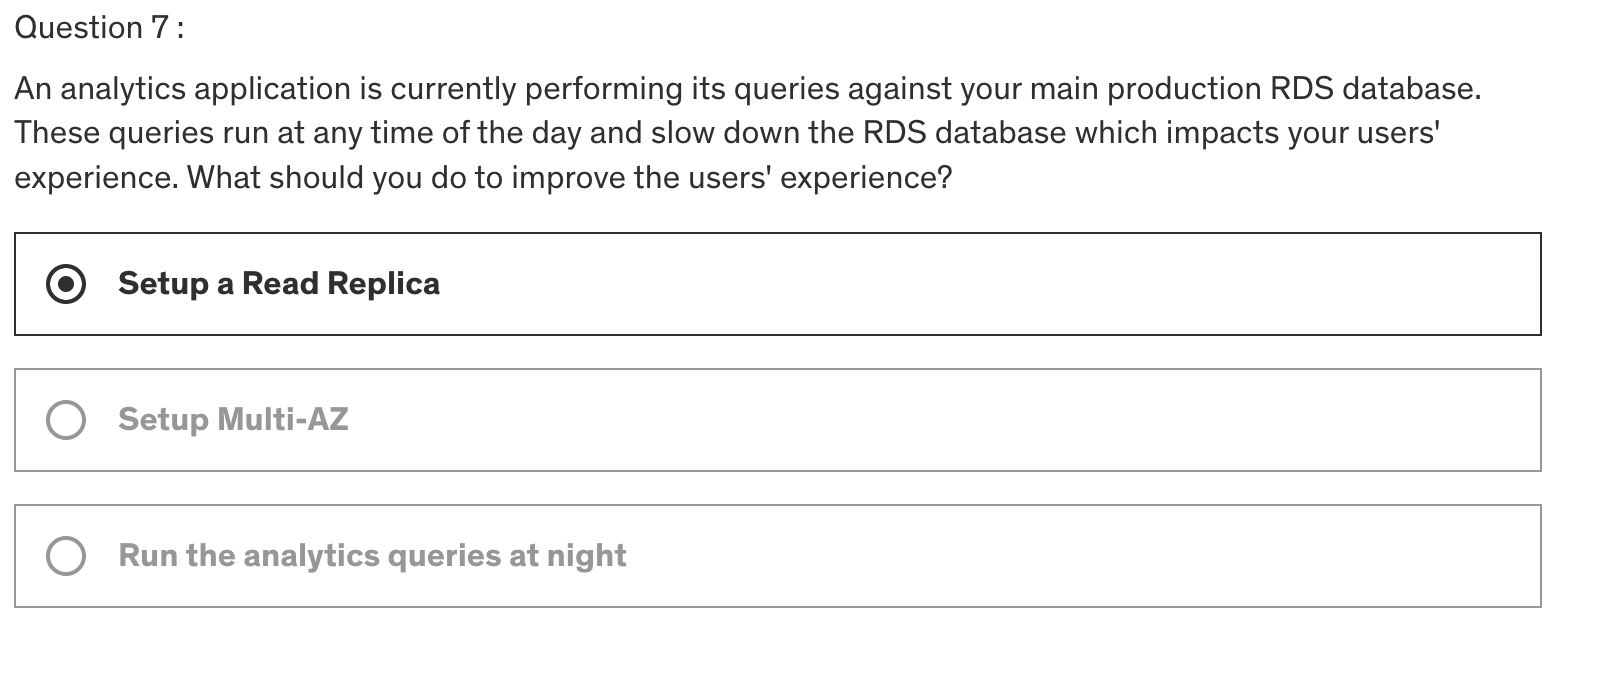 Question 7 :
An analytics application is currently performing its queries against your main production RDS database.
These queries run at any time of the day and slow down the RDS database which impacts your users'
experience. What should you do to improve the users' experience?
Setup a Read Replica
Setup Multi-AZ
Run the analytics queries at night